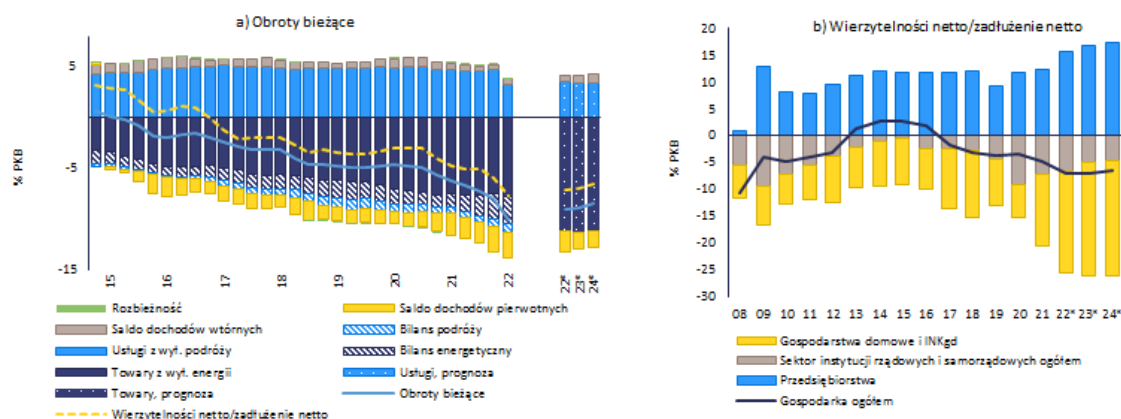 a) Obroty bieżące
% PKB
5
-5
-15
15 16 17 18 19 20 21 22 22* 23* 24*
Rozbieżność
Saldo dochodów pierwotnych
Saldo dochodów wtórnych
Bilans podróży
Usługi z wył. podróży
Bilans energetyczny
Towary z wył. energii
Usługi, prognoza
Towary, prognoza
Obroty bieżące
Wierzytelności netto/zadłużenie netto
b) Wierzytelności netto/zadłużenie netto
% PKB
20
15
10
5
0
-5
-10
-15
-20
-25
-30
08 09 10 11 12 13 14 15 16 17 18 19 20 21 22* 23* 24*
Gospodarstwa domowe i INKgd
Sektor instytucji rządowych i samorządowych ogółem
Przedsiębiorstwa
Gospodarka ogółem